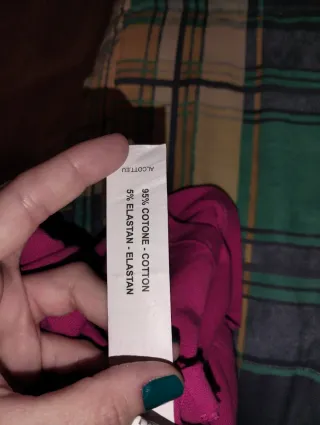 95% COTONE - COTTON
5% ELASTAN - ELASTAN